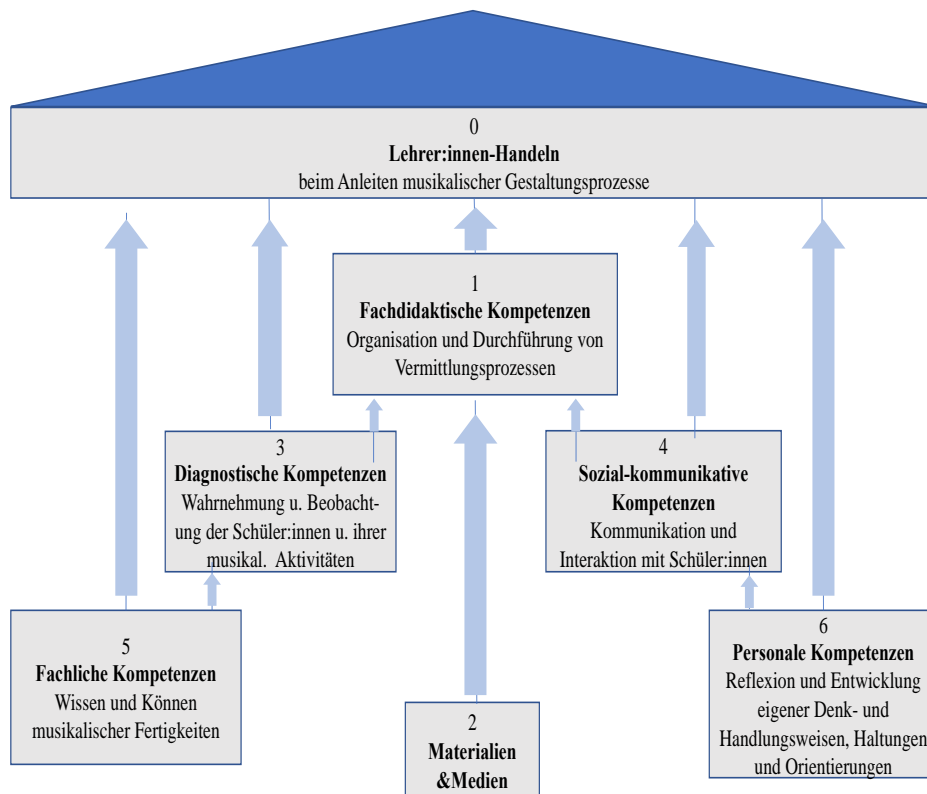 0
Lehrer:innen-Handeln
beim Anleiten musikalischer Gestaltungsprozesse
1
Fachdidaktische Kompetenzen
Organisation und Durchführung von
Vermittlungsprozessen
3
Diagnostische Kompetenzen
Wahrnehmung u. Beobacht-
ung der Schüler:innen u. ihrer
musikal. Aktivitäten
4
Sozial-kommunikative
Kompetenzen
Kommunikation und
Interaktion mit Schüler:innen
5
Fachliche Kompetenzen
Wissen und Können
musikalischer Fertigkeiten
2
Materialien
&Medien
6
Personale Kompetenzen
Reflexion und Entwicklung
eigener Denk- und
Handlungsweisen, Haltungen
und Orientierungen